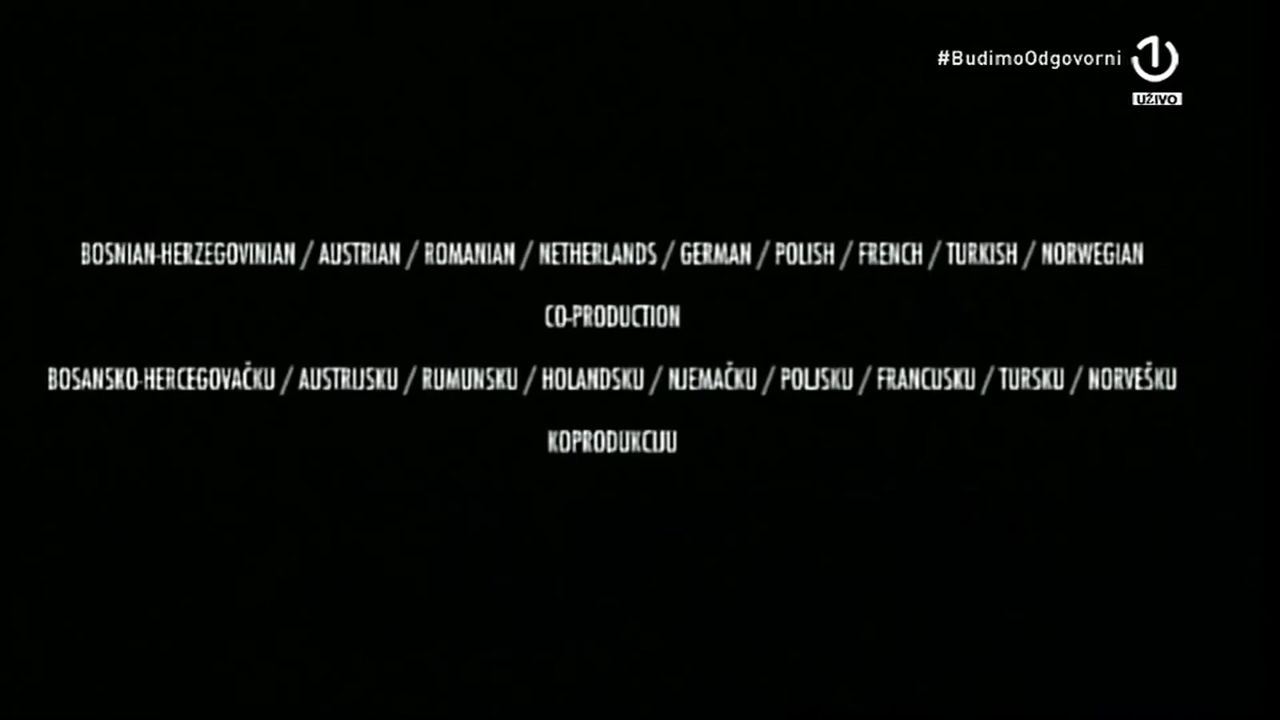 #BudimoOdgovorni
UŽIVO
BOSNIAN-HERZEGOVINIAN / AUSTRIAN / ROMANIAN / NETHERLANDS / GERMAN / POLISH / FRENCH / TURKISH / NORWEGIAN
CO-PRODUCTION
BOSANSKO-HERCEGOVAČKU / AUSTRIJSKU / RUMUNSKU / HOLANDSKU / NJEMAČKU / POLJSKU / FRANCUSKU / TURSKU / NORVEŠKU
KOPRODUKCIJU